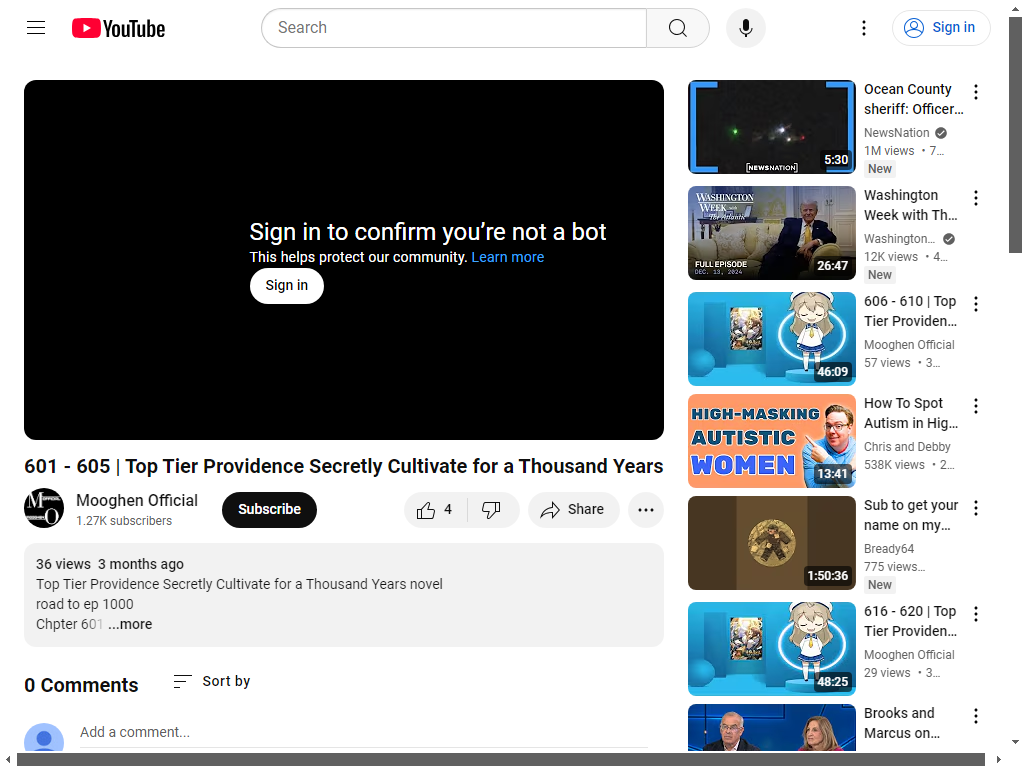 YouTube
Search
Sign in
Sign in to confirm you’re not a bot
This helps protect our community. Learn more
Sign in
601 - 605 | Top Tier Providence Secretly Cultivate for a Thousand Years
Mooghen Official
1.27K subscribers
Subscribe
4
Share
36 views 3 months ago
Top Tier Providence Secretly Cultivate for a Thousand Years novel
road to ep 1000
Chpter 601 ...more
0 Comments
Sort by
Add a comment...
NEWSNATION
5:30
Ocean County
sheriff: Officer…
NewsNation
1M views • 7…
New
WASHINGTON
WEEK with
The Atlantic
FULL EPISODE
DEC. 13, 2024
26:47
Washington
Week with Th…
Washington…
12K views • 4…
New
46:09
606 - 610 | Top
Tier Providen…
Mooghen Official
57 views • 3…
HIGH-MASKING
AUTISTIC
WOMEN
13:41
How To Spot
Autism in Hig…
Chris and Debby
538K views • 2…
1:50:36
Sub to get your
name on my…
Bready64
775 views…
New
48:25
616 - 620 | Top
Tier Providen…
Mooghen Official
29 views • 3…
Brooks and
Marcus on…